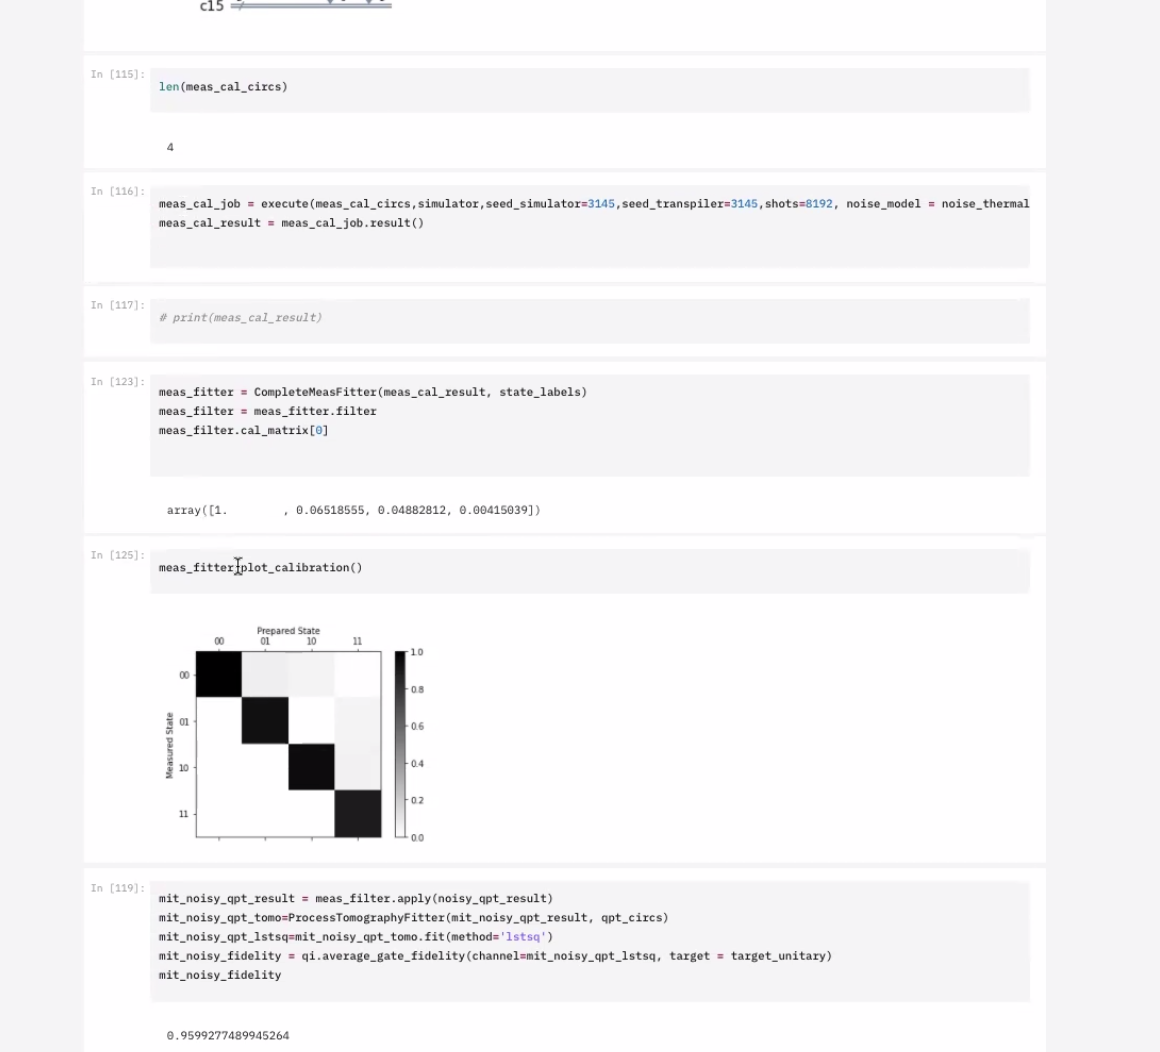 c15
In [115]:
len(meas_cal_circs)
4
In [116]:
meas_cal_job = execute(meas_cal_circs,simulator,seed_simulator=3145,seed_transpiler=3145,shots=8192, noise_model = noise_thermal
meas_cal_result = meas_cal_job.result()
In [117]:
# print(meas_cal_result)
In [123]:
meas_fitter = CompleteMeasFitter(meas_cal_result, state_labels)
meas_filter = meas_fitter.filter
meas_filter.cal_matrix[0]
array([1.        , 0.06518555, 0.04882812, 0.00415039])
In [125]:
meas_fitter.plot_calibration()
Prepared State
00 01 10 11
Measured State
00
01
10
11
1.0
0.8
0.6
0.4
0.2
0.0
In [119]:
mit_noisy_qpt_result = meas_filter.apply(noisy_qpt_result)
mit_noisy_qpt_tomo=ProcessTomographyFitter(mit_noisy_qpt_result, qpt_circs)
mit_noisy_qpt_lstsq=mit_noisy_qpt_tomo.fit(method='lstsq')
mit_noisy_fidelity = qi.average_gate_fidelity(channel=mit_noisy_qpt_lstsq, target = target_unitary)
mit_noisy_fidelity
0.9599277489945264